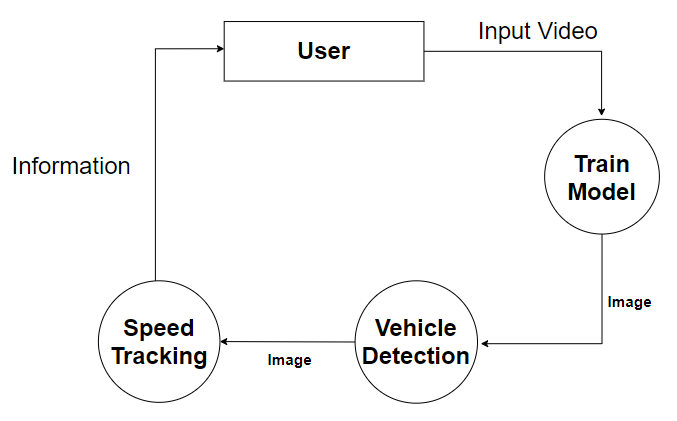 Input Video
User
Train
Model
Information
Image
Speed
Tracking
Vehicle
Detection
Image